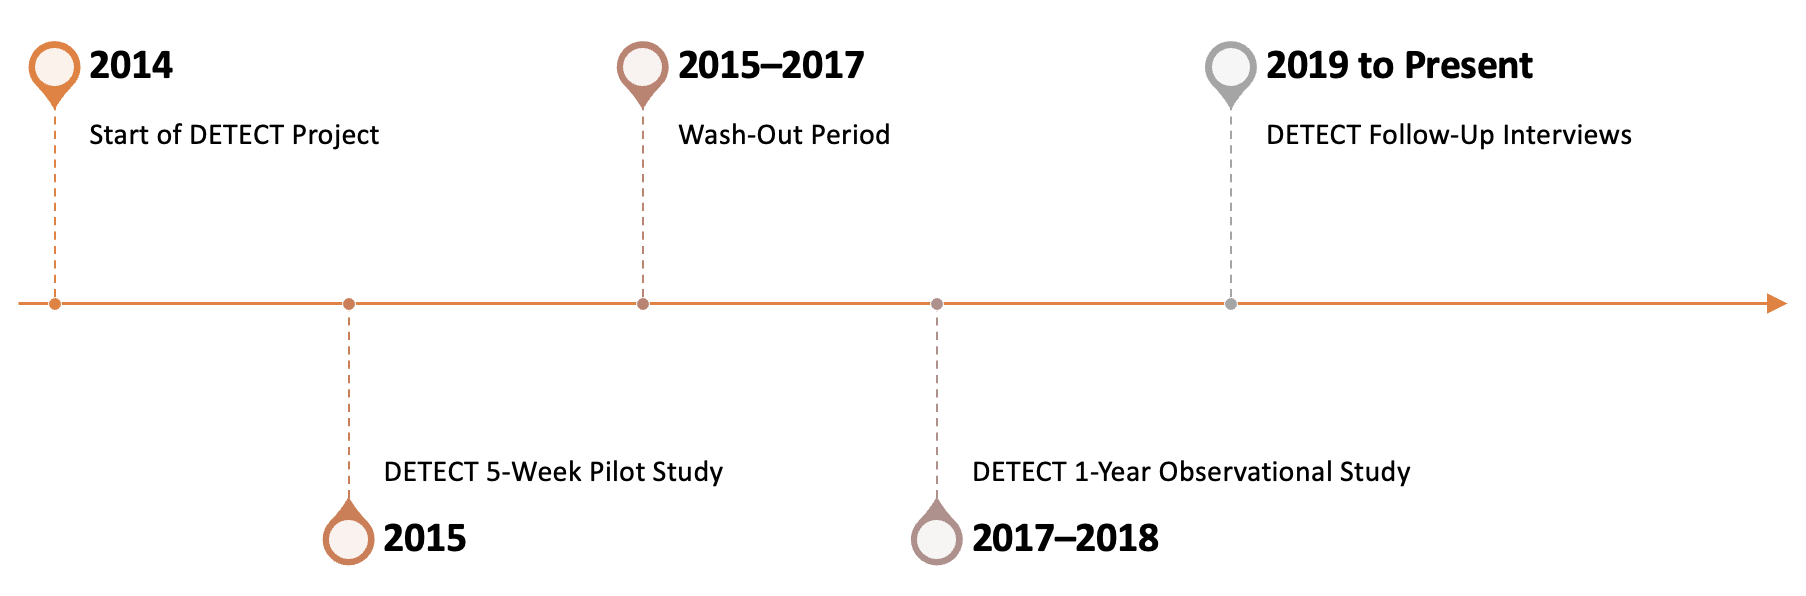 2014
Start of DETECT Project
DETECT 5-Week Pilot Study
2015
2015–2017
Wash-Out Period
DETECT 1-Year Observational Study
2017–2018
2019 to Present
DETECT Follow-Up Interviews